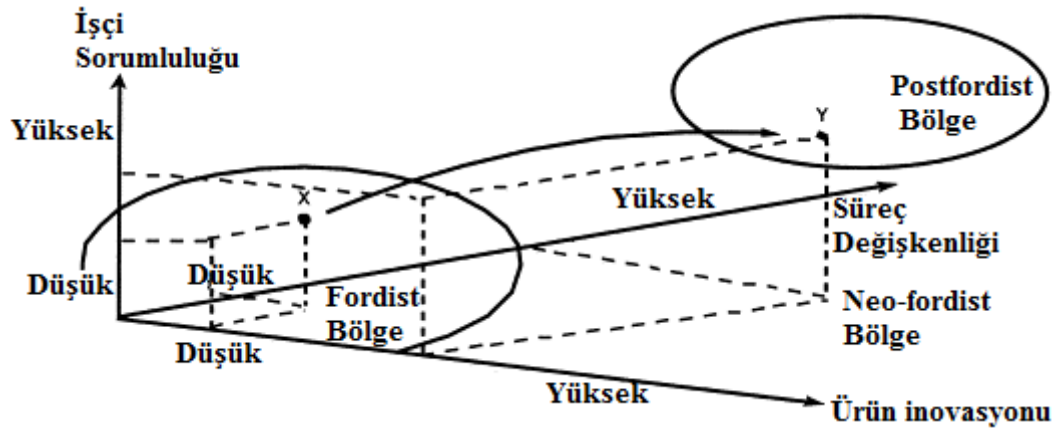 İşçi
Sorumluluğu
Yüksek
Postfordist
Bölge
Y
X
Yüksek
Süreç
Değişkenliği
Düşük
Düşük
Fordist
Bölge
Neo-fordist
Bölge
Düşük
Yüksek
Ürün inovasyonu